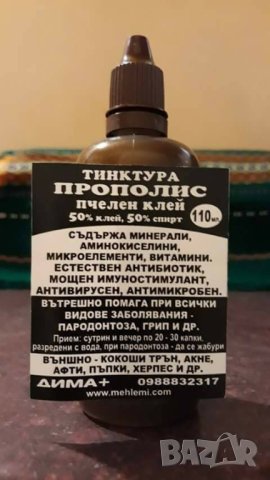 ТИНКТУРА
ПРОПОЛИС
пчелен клей
50% клей, 50% спирт
110мл.
СЪДЪРЖА МИНЕРАЛИ,
АМИНОКИСЕЛИНИ,
МИКРОЕЛЕМЕНТИ, ВИТАМИНИ.
ЕСТЕСТВЕН АНТИБИОТИК,
МОЩЕН ИМУНОСТИМУЛАНТ,
АНТИВИРУСЕН, АНТИМИКРОБЕН.
ВЪТРЕШНО ПОМАГА ПРИ ВСИЧКИ
ВИДОВЕ ЗАБОЛЯВАНИЯ -
ПАРОДОНТОЗА, ГРИП И ДР.
Прием: сутрин и вечер по 20 - 30 капки,
разредени с вода, при пародонтоза - да се жабури
ВЪНШНО - КОКОШИ ТРЪН, АКНЕ,
АФТИ, ПЪПКИ, ХЕРПЕС И ДР.
ДИМА+ 0988832317
www.mehlemi.com
BAZAR